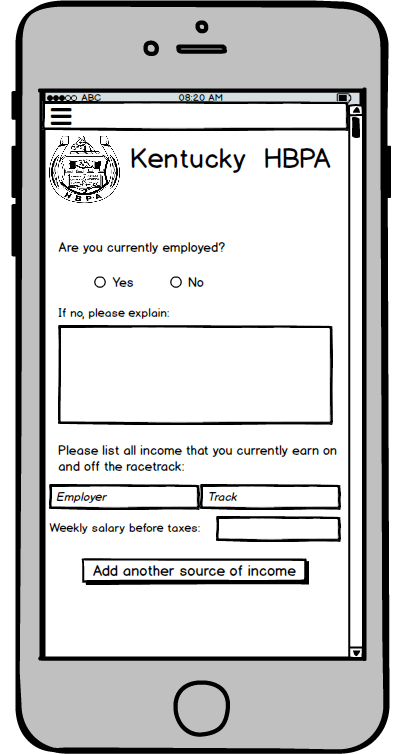 ABC 08:20 AM
HBPA
Kentucky HBPA
Are you currently employed?
Yes No
If no, please explain:
Please list all income that you currently earn on
and off the racetrack:
Employer Track
Weekly salary before taxes:
Add another source of income